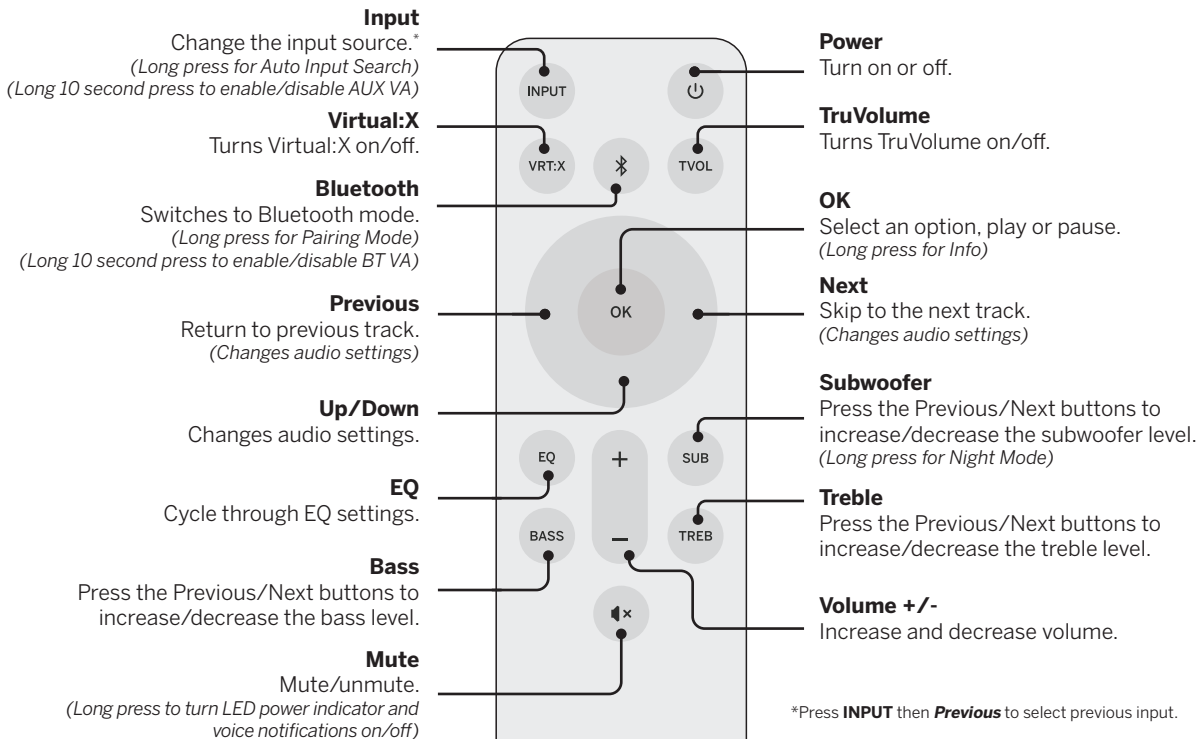 Input
Change the input source.*
(Long press for Auto Input Search)
(Long 10 second press to enable/disable AUX VA)
Virtual:X
Turns Virtual:X on/off.
Bluetooth
Switches to Bluetooth mode.
(Long press for Pairing Mode)
(Long 10 second press to enable/disable BT VA)
Previous
Return to previous track.
(Changes audio settings)
Up/Down
Changes audio settings.
EQ
Cycle through EQ settings.
Bass
Press the Previous/Next buttons to
increase/decrease the bass level.
Mute
Mute/unmute.
(Long press to turn LED power indicator and
voice notifications on/off)
INPUT
VRT:X
TVOL
OK
EQ
+
SUB
BASS
–
TREB
Power
Turn on or off.
TruVolume
Turns TruVolume on/off.
OK
Select an option, play or pause.
(Long press for Info)
Next
Skip to the next track.
(Changes audio settings)
Subwoofer
Press the Previous/Next buttons to
increase/decrease the subwoofer level.
(Long press for Night Mode)
Treble
Press the Previous/Next buttons to
increase/decrease the treble level.
Volume +/-
Increase and decrease volume.
*Press INPUT then Previous to select previous input.